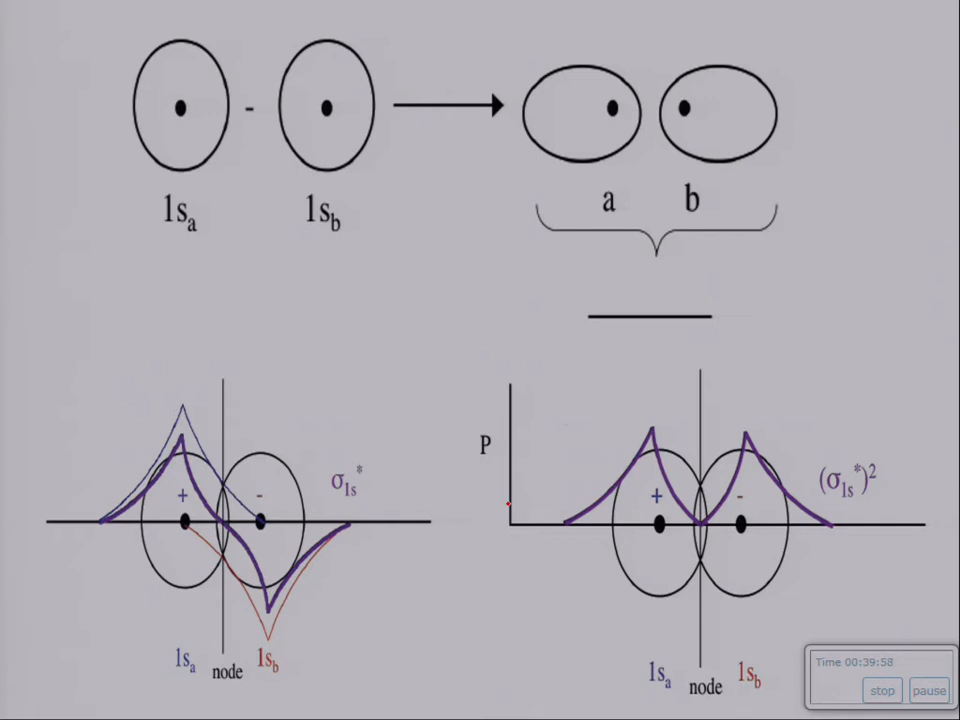 -
1s_a 1s_b
a b
σ_1s^*
+ -
1s_a node 1s_b
P
(σ_1s^*)^2
+ -
1s_a node 1s_b
Time 00:39:58
stop pause